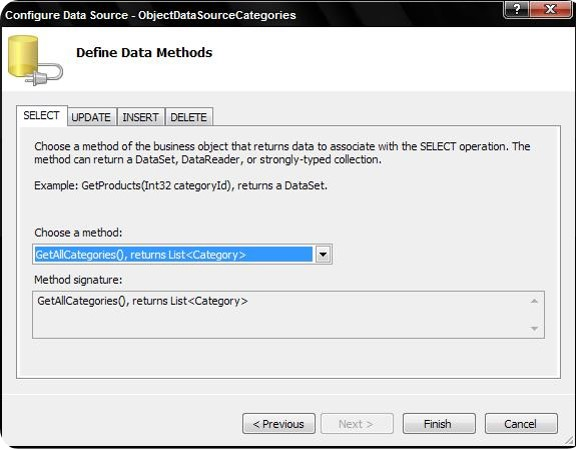 Configure Data Source - ObjectDataSourceCategories
?
Define Data Methods
SELECT UPDATE INSERT DELETE
Choose a method of the business object that returns data to associate with the SELECT operation. The
method can return a DataSet, DataReader, or strongly-typed collection.
Example: GetProducts(Int32 categoryId), returns a DataSet.
Choose a method:
GetAllCategories(), returns List<Category>
Method signature:
GetAllCategories(), returns List<Category>
< Previous Next > Finish Cancel